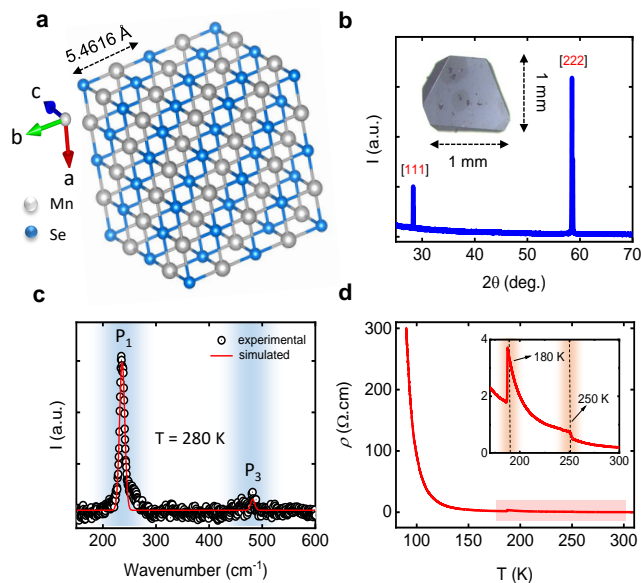 a
5.4616 Å
c
b
a
Mn
Se
b
[222]
[111]
1 mm
1 mm
I (a.u.)
30 40 50 60 70
2θ (deg.)
c
P1
experimental
simulated
T = 280 K
P3
I (a.u.)
200 300 400 500 600
Wavenumber (cm-1)
d
300
200
100
0
ρ (Ω.cm)
4
2
0
180 K
250 K
200 250 300
100 150 200 250 300
T (K)